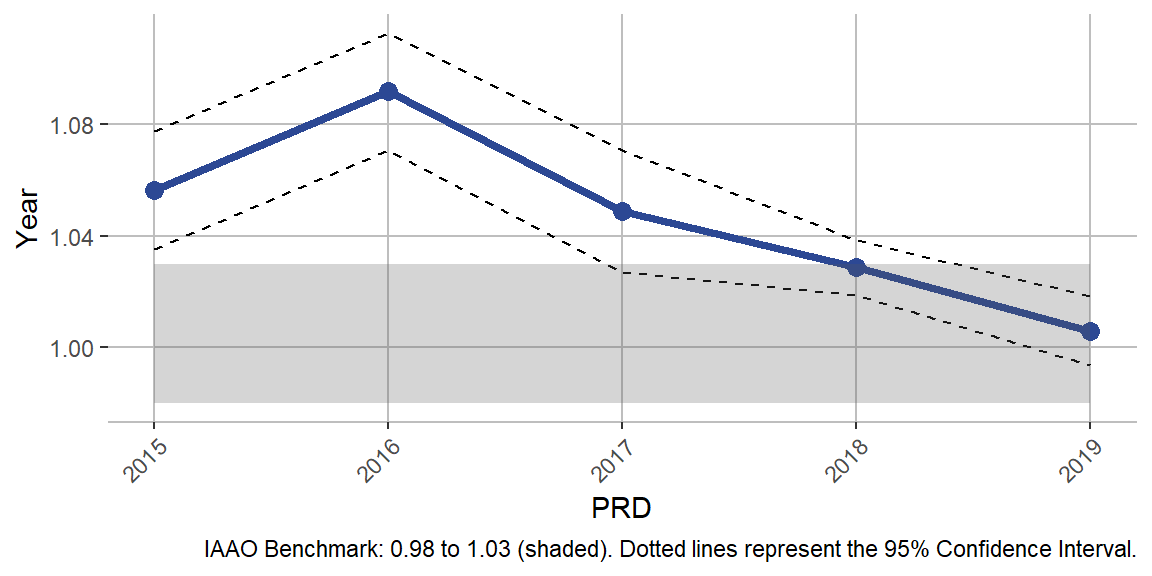 1.08
1.04
1.00
Year
2015
2016
2017
2018
2019
PRD
IAAO Benchmark: 0.98 to 1.03 (shaded). Dotted lines represent the 95% Confidence Interval.